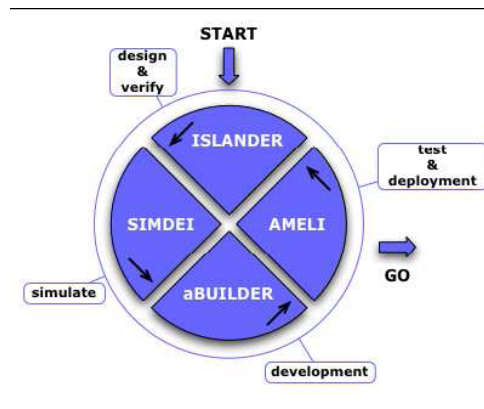 START
design
&
verify
ISLANDER
test
&
deployment
SIMDEI
AMELI
GO
simulate
aBUILDER
development